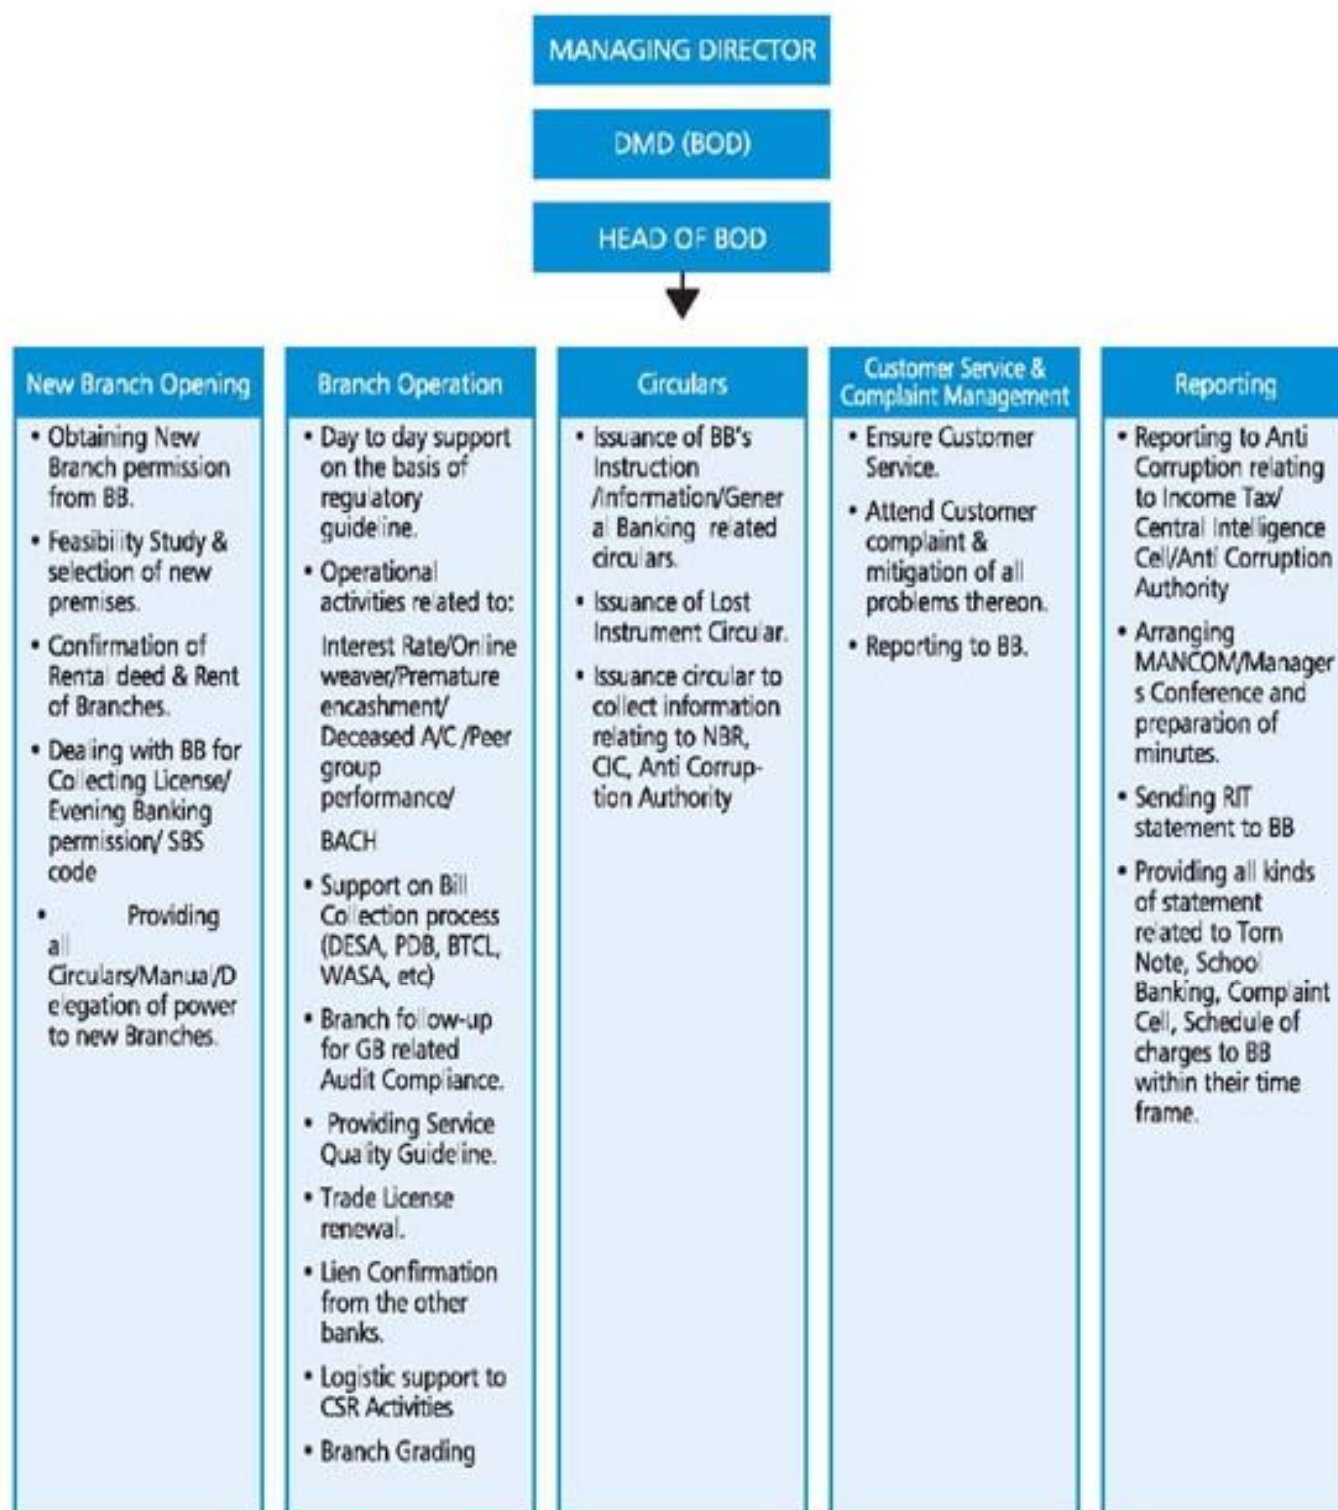 MANAGING DIRECTOR
DMD (BOD)
HEAD OF BOD
New Branch Opening
• Obtaining New
Branch permission
from BB.
• Feasibility Study &
selection of new
premises.
• Confirmation of
Rental deed & Rent
of Branches.
• Dealing with BB for
Collecting License/
Evening Banking
permission/ SBS
code
• Providing
all
Circulars/Manual/D
elegation of power
to new Branches.
Branch Operation
• Day to day support
on the basis of
regulatory
guideline.
• Operational
activities related to:
Interest Rate/Online
weaver/Premature
encashment/
Deceased A/C /Peer
group
performance/
BACH
• Support on Bill
Collection process
(DESA, PDB, BTCL,
WASA, etc)
• Branch follow-up
for GB related
Audit Compliance.
• Providing Service
Quality Guideline.
• Trade License
renewal.
• Lien Confirmation
from the other
banks.
• Logistic support to
CSR Activities
• Branch Grading
Circulars
• Issuance of BB's
Instruction
/Information/Gener
al Banking related
circulars.
• Issuance of Lost
Instrument Circular.
• Issuance circular to
collect information
relating to NBR,
CIC, Anti Corrup-
tion Authority
Customer Service &
Complaint Management
• Ensure Customer
Service.
• Attend Customer
complaint &
mitigation of all
problems thereon.
• Reporting to BB.
Reporting
• Reporting to Anti
Corruption relating
to Income Tax/
Central Intelligence
Cell/Anti Corruption
Authority
• Arranging
MANCOM/Manager
s Conference and
preparation of
minutes.
• Sending RIT
statement to BB
• Providing all kinds
of statement
related to Torn
Note, School
Banking, Complaint
Cell, Schedule of
charges to BB
within their time
frame.